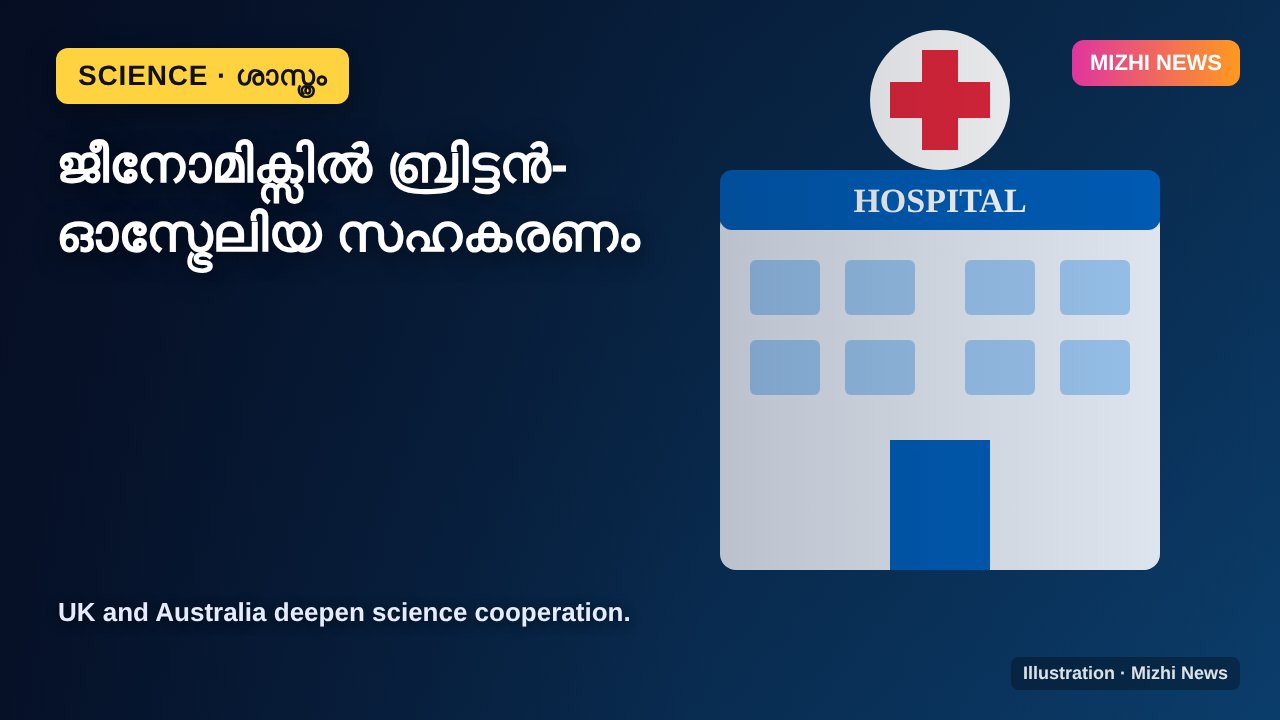 SCIENCE · ശാസ്ത്രം
MIZHI NEWS
ജീനോമിക്സിൽ ബ്രിട്ടൻ-
ഓസ്ട്രേലിയ സഹകരണം
HOSPITAL
UK and Australia deepen science cooperation.
Illustration · Mizhi News